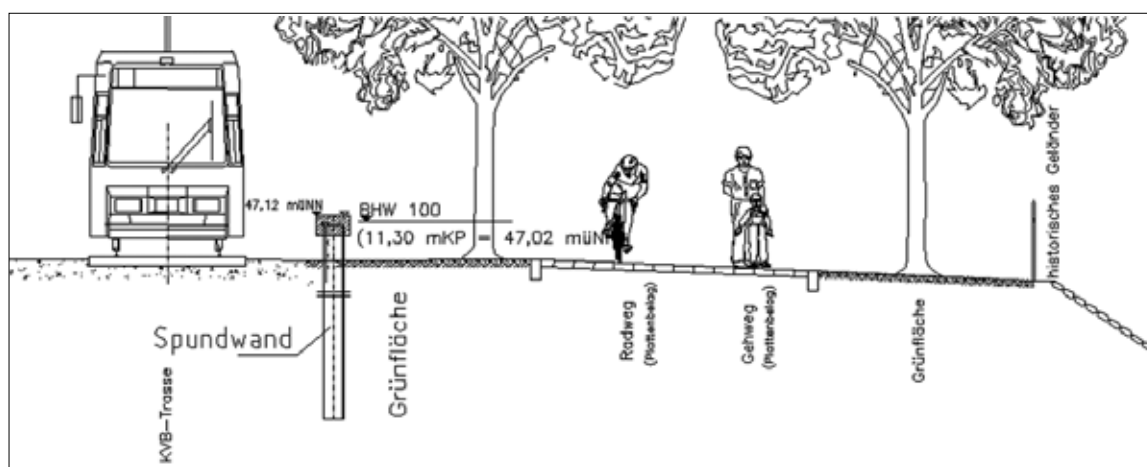 47,12 müNN
BHW 100
(11,30 mKP = 47,02 müNN
Spundwand
KVB-Trasse
Grünfläche
Radweg
(Plattenbelag)
Gehweg
(Plattenbelag)
Grünfläche
historisches Geländer